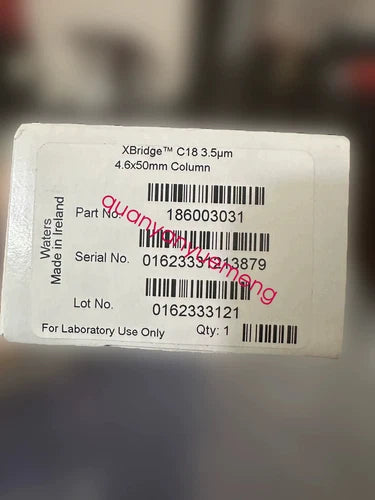 XBridge™ C18 3.5µm
4.6x50mm Column
Waters
Made in Ireland
Part No. 186003031
quanyanyuameng
Serial No. 01623331213879
Lot No. 0162333121
For Laboratory Use Only Qty: 1